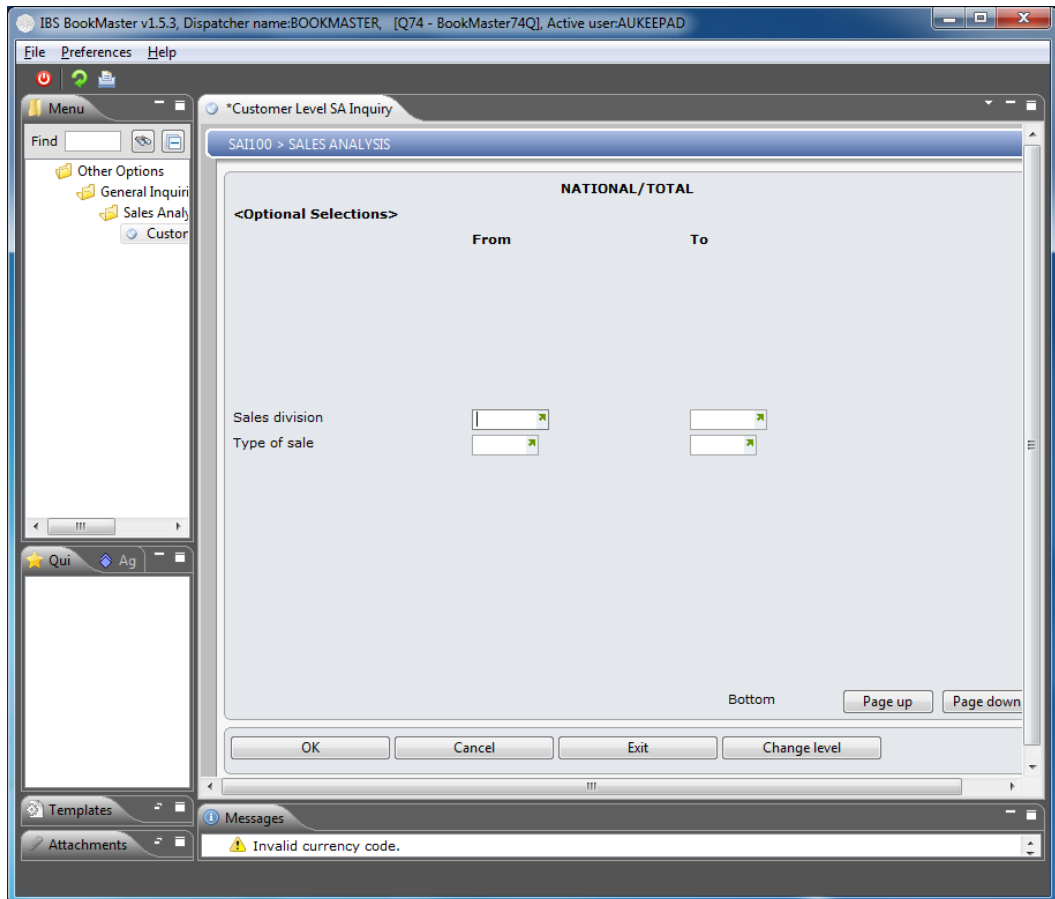 IBS BookMaster v1.5.3, Dispatcher name:BOOKMASTER, [Q74 - BookMaster74Q], Active user:AUKEEPAD
File Preferences Help
Menu
*Customer Level SA Inquiry
Find
SAI100 > SALES ANALYSIS
Other Options
General Inquiri
Sales Analy
Custor
NATIONAL/TOTAL
<Optional Selections>
From To
Sales division
Type of sale
Qui Ag
Bottom Page up Page down
OK Cancel Exit Change level
Templates
Messages
Attachments
Invalid currency code.